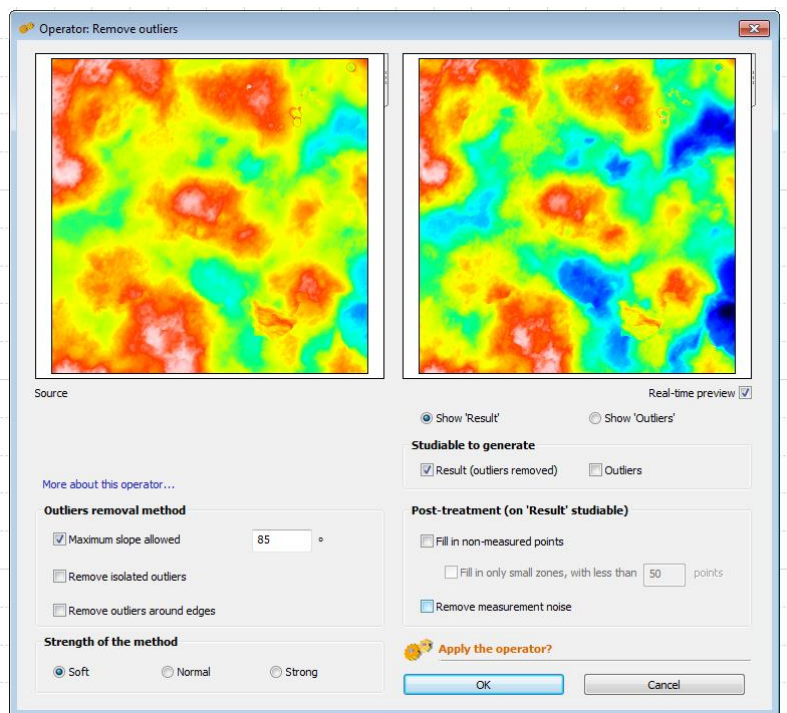 Operator: Remove outliers
Source
Real-time preview
Show 'Result'
Show 'Outliers'
Studiable to generate
Result (outliers removed)
Outliers
More about this operator...
Outliers removal method
Maximum slope allowed
85
°
Remove isolated outliers
Remove outliers around edges
Post-treatment (on 'Result' studiable)
Fill in non-measured points
Fill in only small zones, with less than 50 points
Remove measurement noise
Strength of the method
Soft
Normal
Strong
Apply the operator?
OK
Cancel